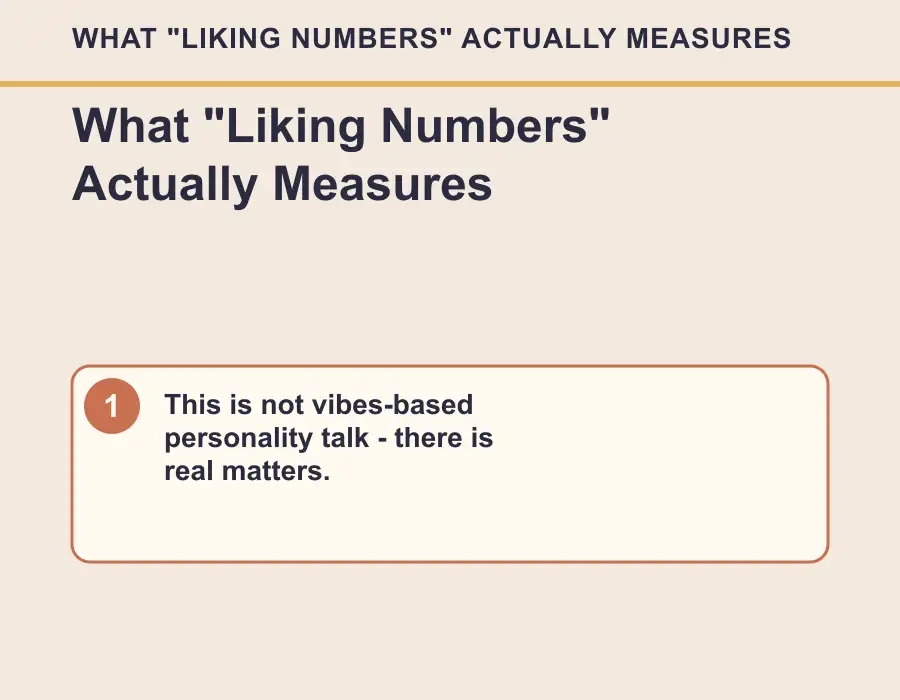 WHAT "LIKING NUMBERS" ACTUALLY MEASURES
What "Liking Numbers"
Actually Measures
1
This is not vibes-based
personality talk - there is
real matters.